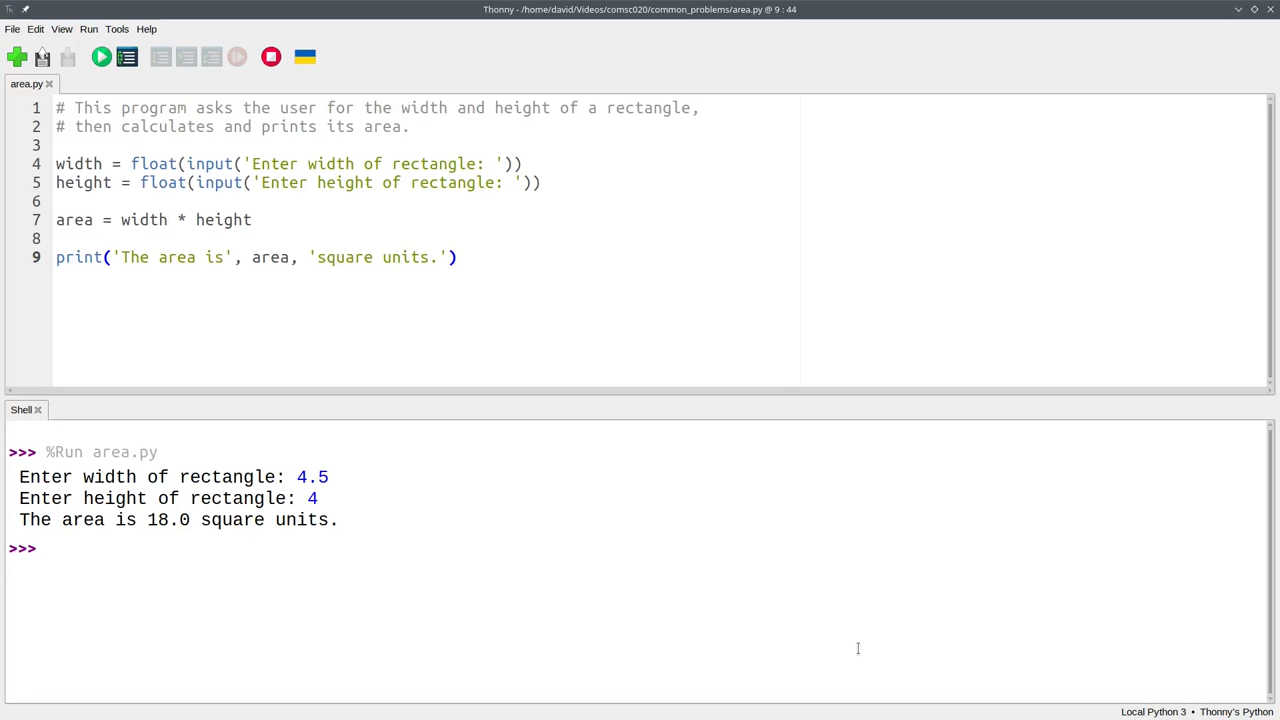 Thonny - /home/david/Videos/comsc020/common_problems/area.py @ 9 : 44
File Edit View Run Tools Help
area.py
1 # This program asks the user for the width and height of a rectangle,
2 # then calculates and prints its area.
3
4 width = float(input('Enter width of rectangle: '))
5 height = float(input('Enter height of rectangle: '))
6
7 area = width * height
8
9 print('The area is', area, 'square units.')
Shell
>>> %Run area.py
Enter width of rectangle: 4.5
Enter height of rectangle: 4
The area is 18.0 square units.
>>>
Local Python 3 • Thonny's Python